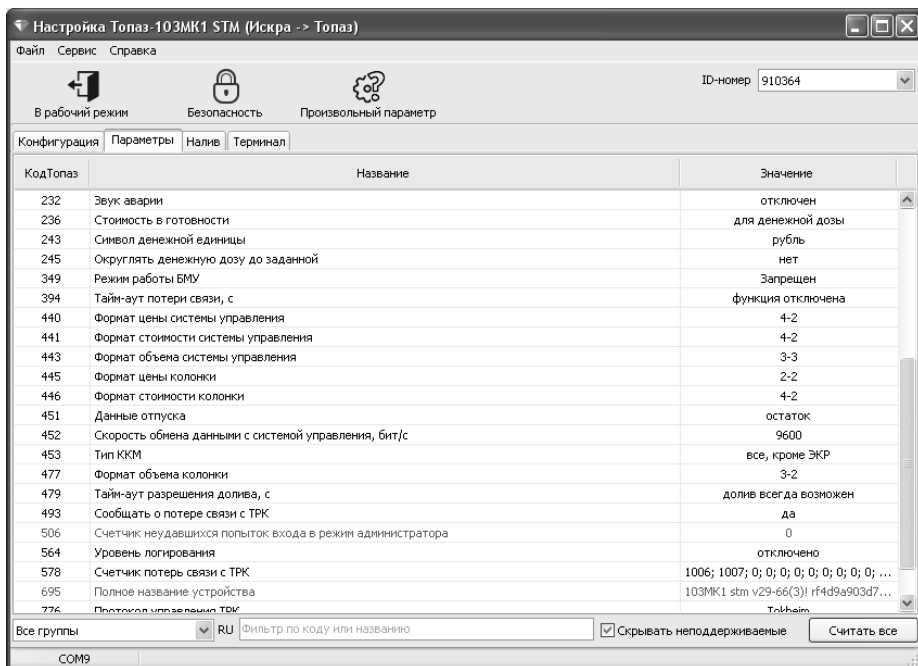 Настройка Топаз-103МК1 STM (Искра -> Топаз)
Файл Сервис Справка
В рабочий режим Безопасность Произвольный параметр ID-номер 910364
Конфигурация Параметры Налив Терминал
КодТопаз Название Значение
232 Звук аварии отключен
236 Стоимость в готовности для денежной дозы
243 Символ денежной единицы рубль
245 Округлять денежную дозу до заданной нет
349 Режим работы БМУ Запрещен
394 Тайм-аут потери связи, с функция отключена
440 Формат цены системы управления 4-2
441 Формат стоимости системы управления 4-2
443 Формат объема системы управления 3-3
445 Формат цены колонки 2-2
446 Формат стоимости колонки 4-2
451 Данные отпуска остаток
452 Скорость обмена данными с системой управления, бит/с 9600
453 Тип ККМ все, кроме ЭКР
477 Формат объема колонки 3-2
479 Тайм-аут разрешения долива, с долив всегда возможен
493 Сообщать о потере связи с ТРК да
506 Счетчик неудавшихся попыток входа в режим администратора 0
564 Уровень логирования отключено
578 Счетчик потерь связи с ТРК 1006; 1007; 0; 0; 0; 0; 0; 0; 0; 0; 0; ...
695 Полное название устройства 103МК1 stm v29-66(3)! rf4d9a903d7...
776 Протокол управления ТРК Tokheim
Все группы RU Фильтр по коду или названию Скрывать неподдерживаемые Считать все
COM9